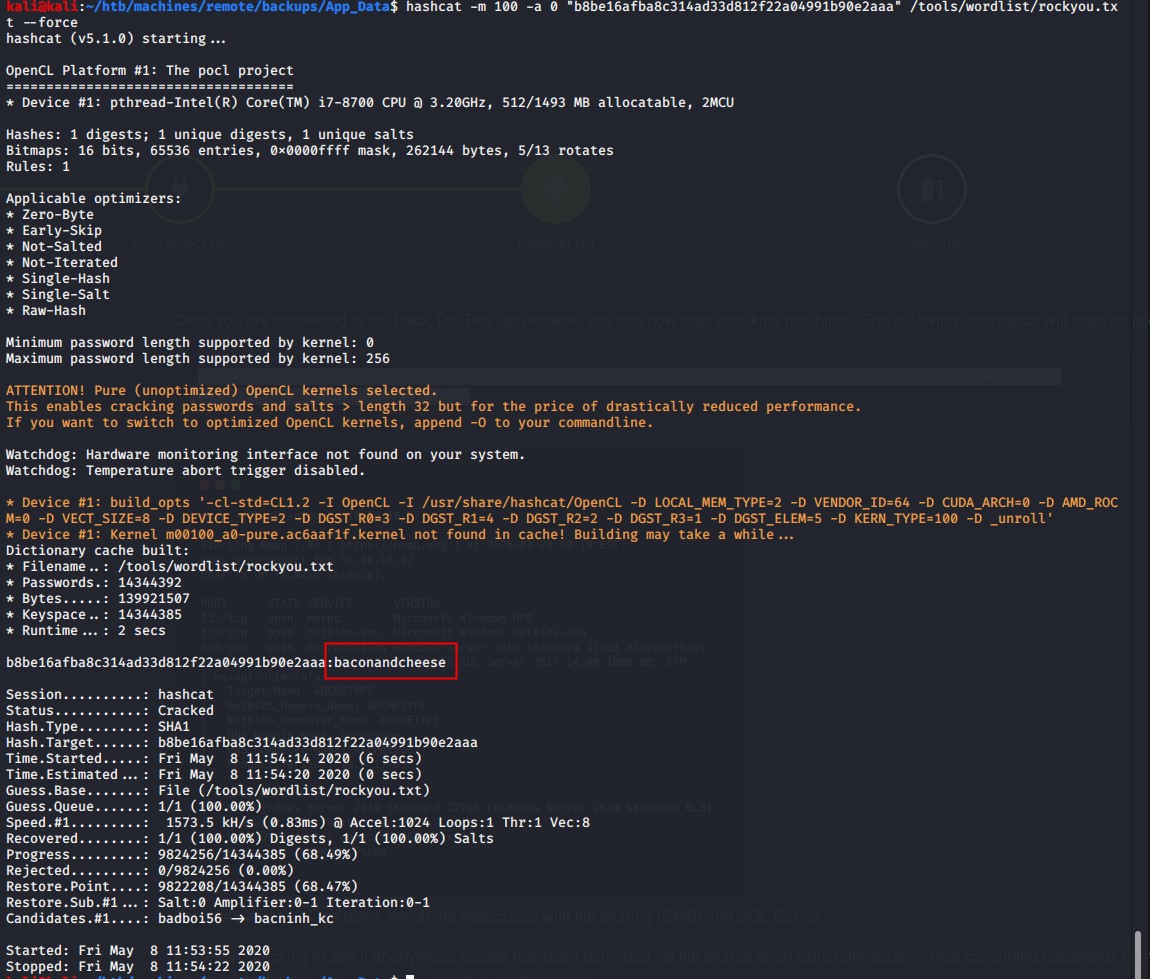 kali@kali:~/htb/machines/remote/backups/App_Data$ hashcat -m 100 -a 0 "b8be16afba8c314ad33d812f22a04991b90e2aaa" /tools/wordlist/rockyou.tx
t --force
hashcat (v5.1.0) starting...

OpenCL Platform #1: The pocl project
====================================
* Device #1: pthread-Intel(R) Core(TM) i7-8700 CPU @ 3.20GHz, 512/1493 MB allocatable, 2MCU

Hashes: 1 digests; 1 unique digests, 1 unique salts
Bitmaps: 16 bits, 65536 entries, 0x0000ffff mask, 262144 bytes, 5/13 rotates
Rules: 1

Applicable optimizers:
* Zero-Byte
* Early-Skip
* Not-Salted
* Not-Iterated
* Single-Hash
* Single-Salt
* Raw-Hash

Minimum password length supported by kernel: 0
Maximum password length supported by kernel: 256

ATTENTION! Pure (unoptimized) OpenCL kernels selected.
This enables cracking passwords and salts > length 32 but for the price of drastically reduced performance.
If you want to switch to optimized OpenCL kernels, append -O to your commandline.

Watchdog: Hardware monitoring interface not found on your system.
Watchdog: Temperature abort trigger disabled.

* Device #1: build_opts '-cl-std=CL1.2 -I OpenCL -I /usr/share/hashcat/OpenCL -D LOCAL_MEM_TYPE=2 -D VENDOR_ID=64 -D CUDA_ARCH=0 -D AMD_ROC
M=0 -D VECT_SIZE=8 -D DEVICE_TYPE=2 -D DGST_R0=3 -D DGST_R1=4 -D DGST_R2=2 -D DGST_R3=1 -D DGST_ELEM=5 -D KERN_TYPE=100 -D _unroll'
* Device #1: Kernel m00100_a0-pure.ac6aaf1f.kernel not found in cache! Building may take a while...
Dictionary cache built:
* Filename..: /tools/wordlist/rockyou.txt
* Passwords.: 14344392
* Bytes.....: 139921507
* Keyspace..: 14344385
* Runtime...: 2 secs

b8be16afba8c314ad33d812f22a04991b90e2aaa:baconandcheese

Session..........: hashcat
Status...........: Cracked
Hash.Type........: SHA1
Hash.Target......: b8be16afba8c314ad33d812f22a04991b90e2aaa
Time.Started.....: Fri May  8 11:54:14 2020 (6 secs)
Time.Estimated...: Fri May  8 11:54:20 2020 (0 secs)
Guess.Base.......: File (/tools/wordlist/rockyou.txt)
Guess.Queue......: 1/1 (100.00%)
Speed.#1.........:  1573.5 kH/s (0.83ms) @ Accel:1024 Loops:1 Thr:1 Vec:8
Recovered........: 1/1 (100.00%) Digests, 1/1 (100.00%) Salts
Progress.........: 9824256/14344385 (68.49%)
Rejected.........: 0/9824256 (0.00%)
Restore.Point....: 9822208/14344385 (68.47%)
Restore.Sub.#1...: Salt:0 Amplifier:0-1 Iteration:0-1
Candidates.#1....: badboi56 -> bacninh_kc

Started: Fri May  8 11:53:55 2020
Stopped: Fri May  8 11:54:22 2020